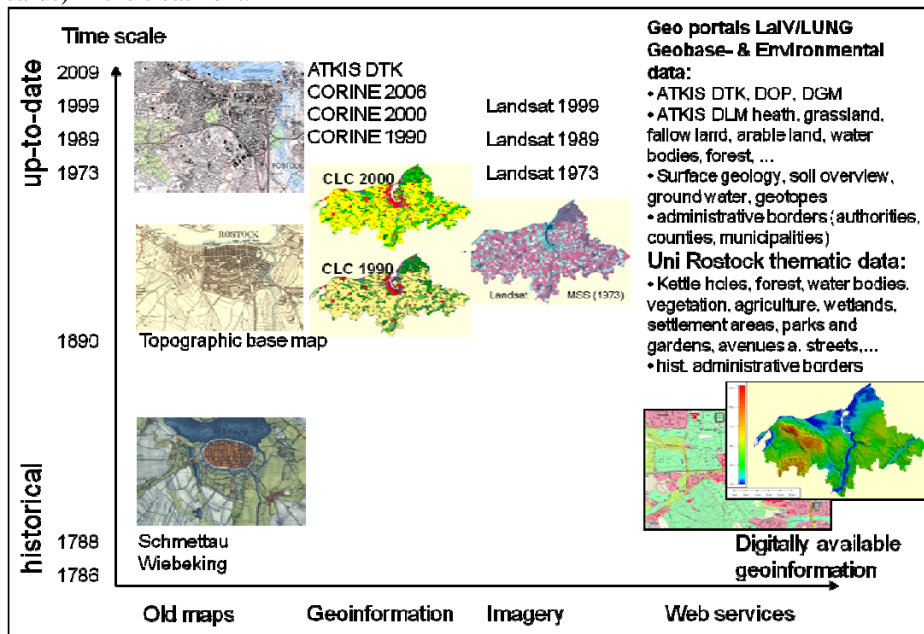 Time scale
up-to-date
historical
2009
1999
1989
1973
1890
1788
1786
ATKIS DTK
CORINE 2006
CORINE 2000
CORINE 1990
CLC 2000
CLC 1990
Landsat 1999
Landsat 1989
Landsat 1973
Landsat MSS (1973)
ROSTOCK
Topographic base map
Schmettau
Wiebeking
Geo portals LaIV/LUNG
Geobase- & Environmental
data:
• ATKIS DTK, DOP, DGM
• ATKIS DLM heath, grassland,
fallow land, arable land, water
bodies, forest, ...
• Surface geology, soil overview,
ground water, geotopes
• administrative borders (authorities,
counties, municipalities)
Uni Rostock thematic data:
• Kettle holes, forest, water bodies.
vegetation, agriculture, wetlands,
settlement areas, parks and
gardens, avenues a. streets,...
• hist. administrative borders
Digitally available
geoinformation
Old maps
Geoinformation
Imagery
Web services